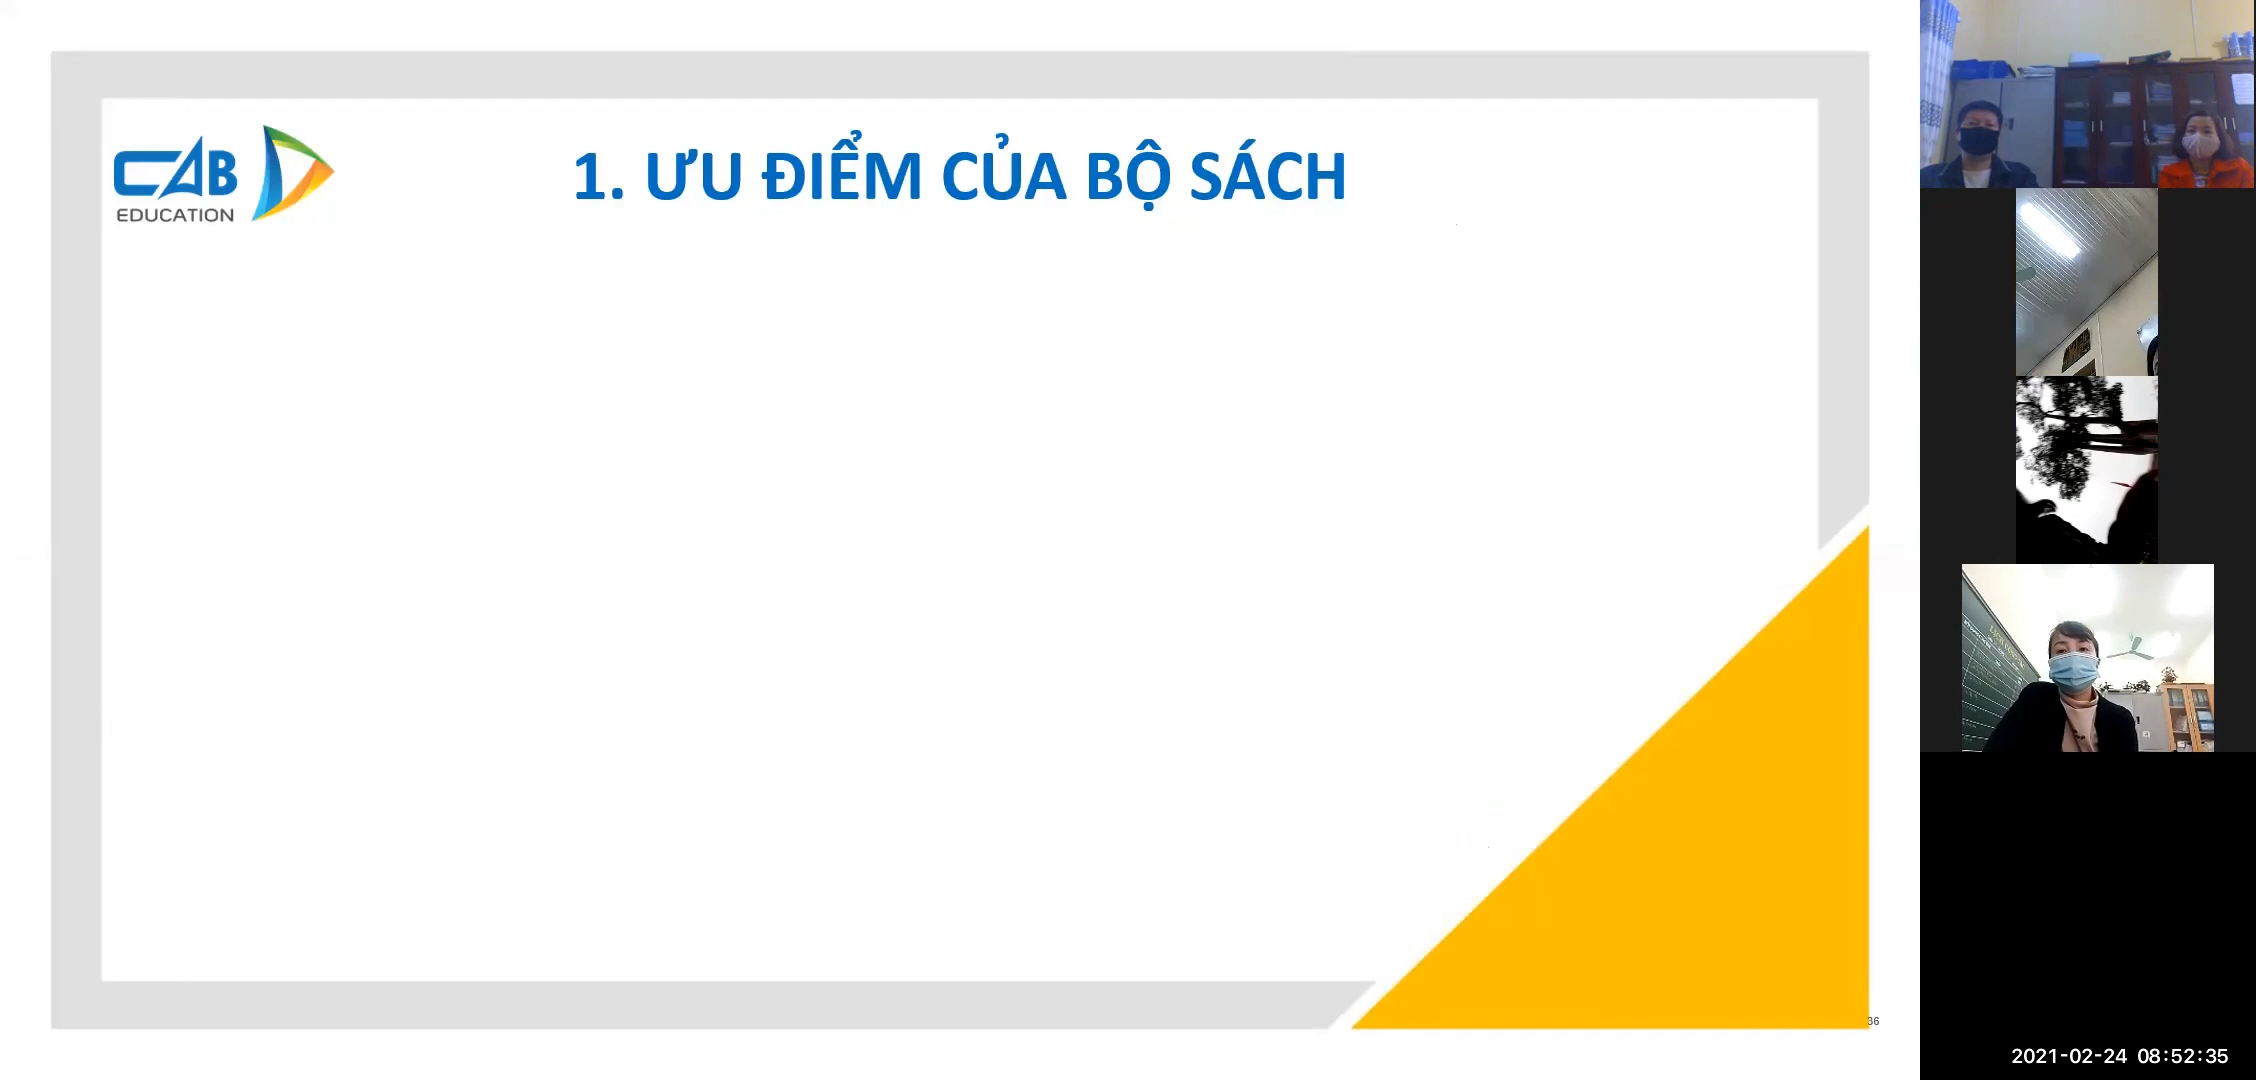 CAB
EDUCATION
1. ƯU ĐIỂM CỦA BỘ SÁCH
36
2021-02-24 08:52:35